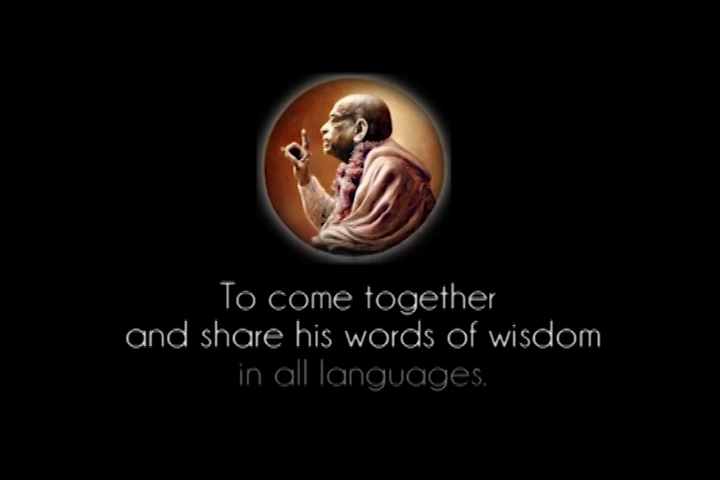 To come together
and share his words of wisdom
in all languages.